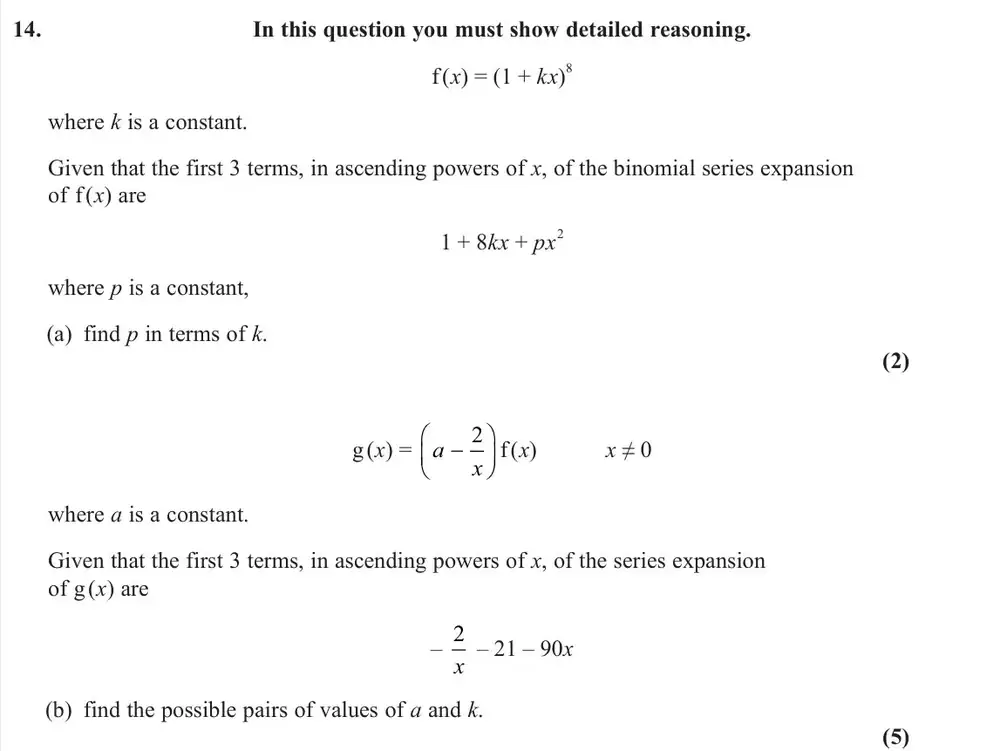 14. In this question you must show detailed reasoning.
f(x) = (1 + kx)⁸
where k is a constant.
Given that the first 3 terms, in ascending powers of x, of the binomial series expansion
of f(x) are
1 + 8kx + px²
where p is a constant,
(a) find p in terms of k.
(2)
g(x) = (a − 2/x) f(x) x ≠ 0
where a is a constant.
Given that the first 3 terms, in ascending powers of x, of the series expansion
of g(x) are
− 2/x − 21 − 90x
(b) find the possible pairs of values of a and k.
(5)